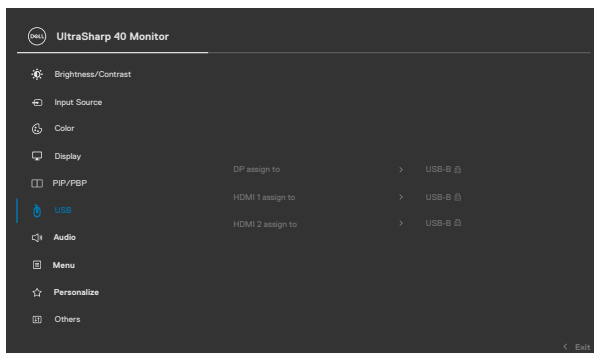 DELL UltraSharp 40 Monitor
Brightness/Contrast
Input Source
Color
Display
PIP/PBP
USB
Audio
Menu
Personalize
Others
DP assign to > USB-B
HDMI 1 assign to > USB-B
HDMI 2 assign to > USB-B
< Exit